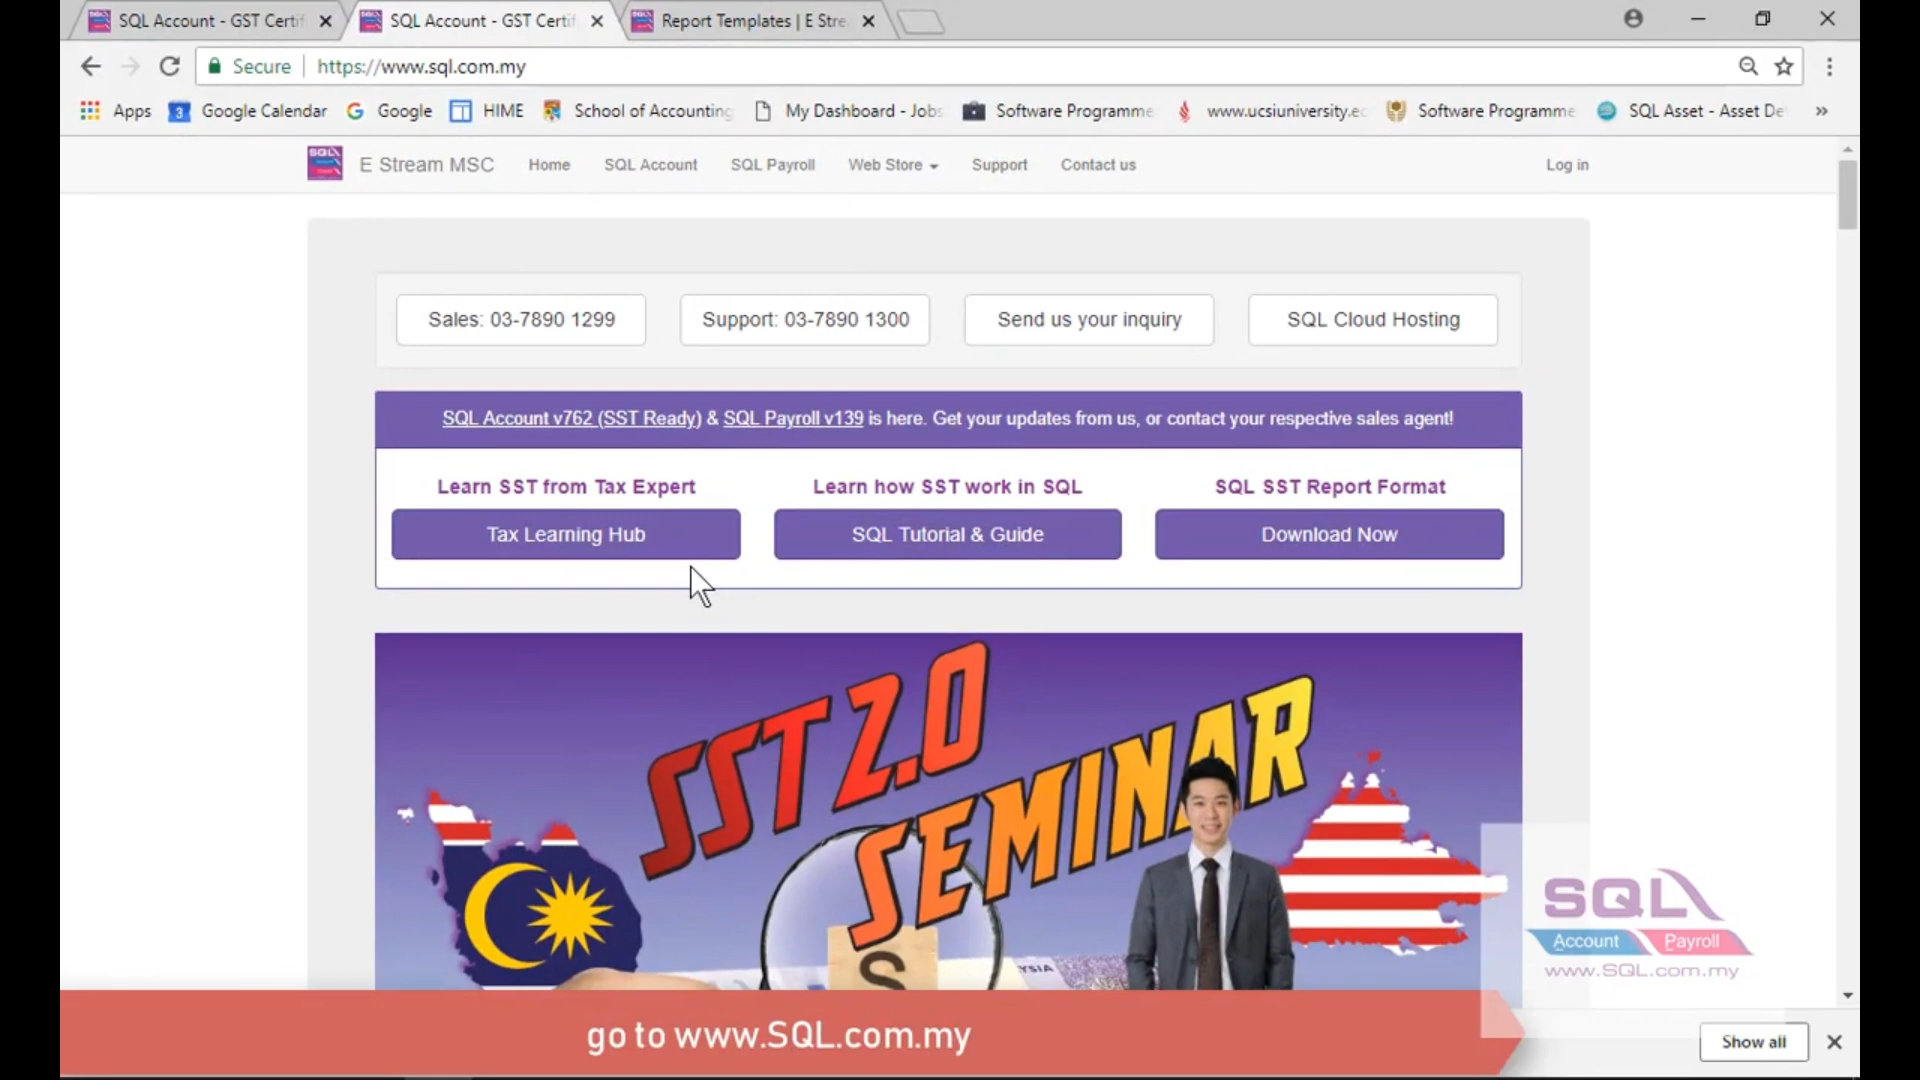 SQL Account - GST Certif
SQL Account - GST Certif
Report Templates | E Stre
Secure
https://www.sql.com.my
Apps
3
Google Calendar
G
Google
HIME
School of Accounting
My Dashboard - Jobs
Software Programme
www.ucsiuniversity.ec
Software Programme
SQL Asset - Asset De
»
SQL
E Stream MSC
Home
SQL Account
SQL Payroll
Web Store
Support
Contact us
Log in
Sales: 03-7890 1299
Support: 03-7890 1300
Send us your inquiry
SQL Cloud Hosting
SQL Account v762 (SST Ready) & SQL Payroll v139 is here. Get your updates from us, or contact your respective sales agent!
Learn SST from Tax Expert
Learn how SST work in SQL
SQL SST Report Format
Tax Learning Hub
SQL Tutorial & Guide
Download Now
SST 2.0
SEMINAR
S
YSIA
SQL
Account
Payroll
www.SQL.com.my
go to www.SQL.com.my
Show all